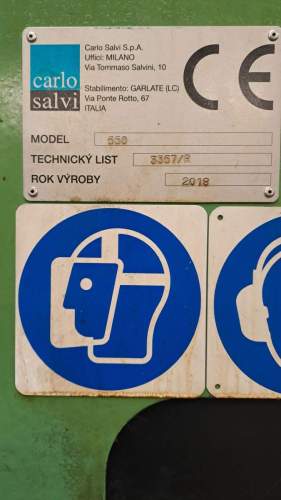 carlo
salvi
Carlo Salvi S.p.A.
Uffici: MILANO
Via Tommaso Salvini, 10
Stabilimento: GARLATE (LC)
Via Ponte Rotto, 67
ITALIA
CE
MODEL 550
TECHNICKÝ LIST 3357/R
ROK VÝROBY 2018